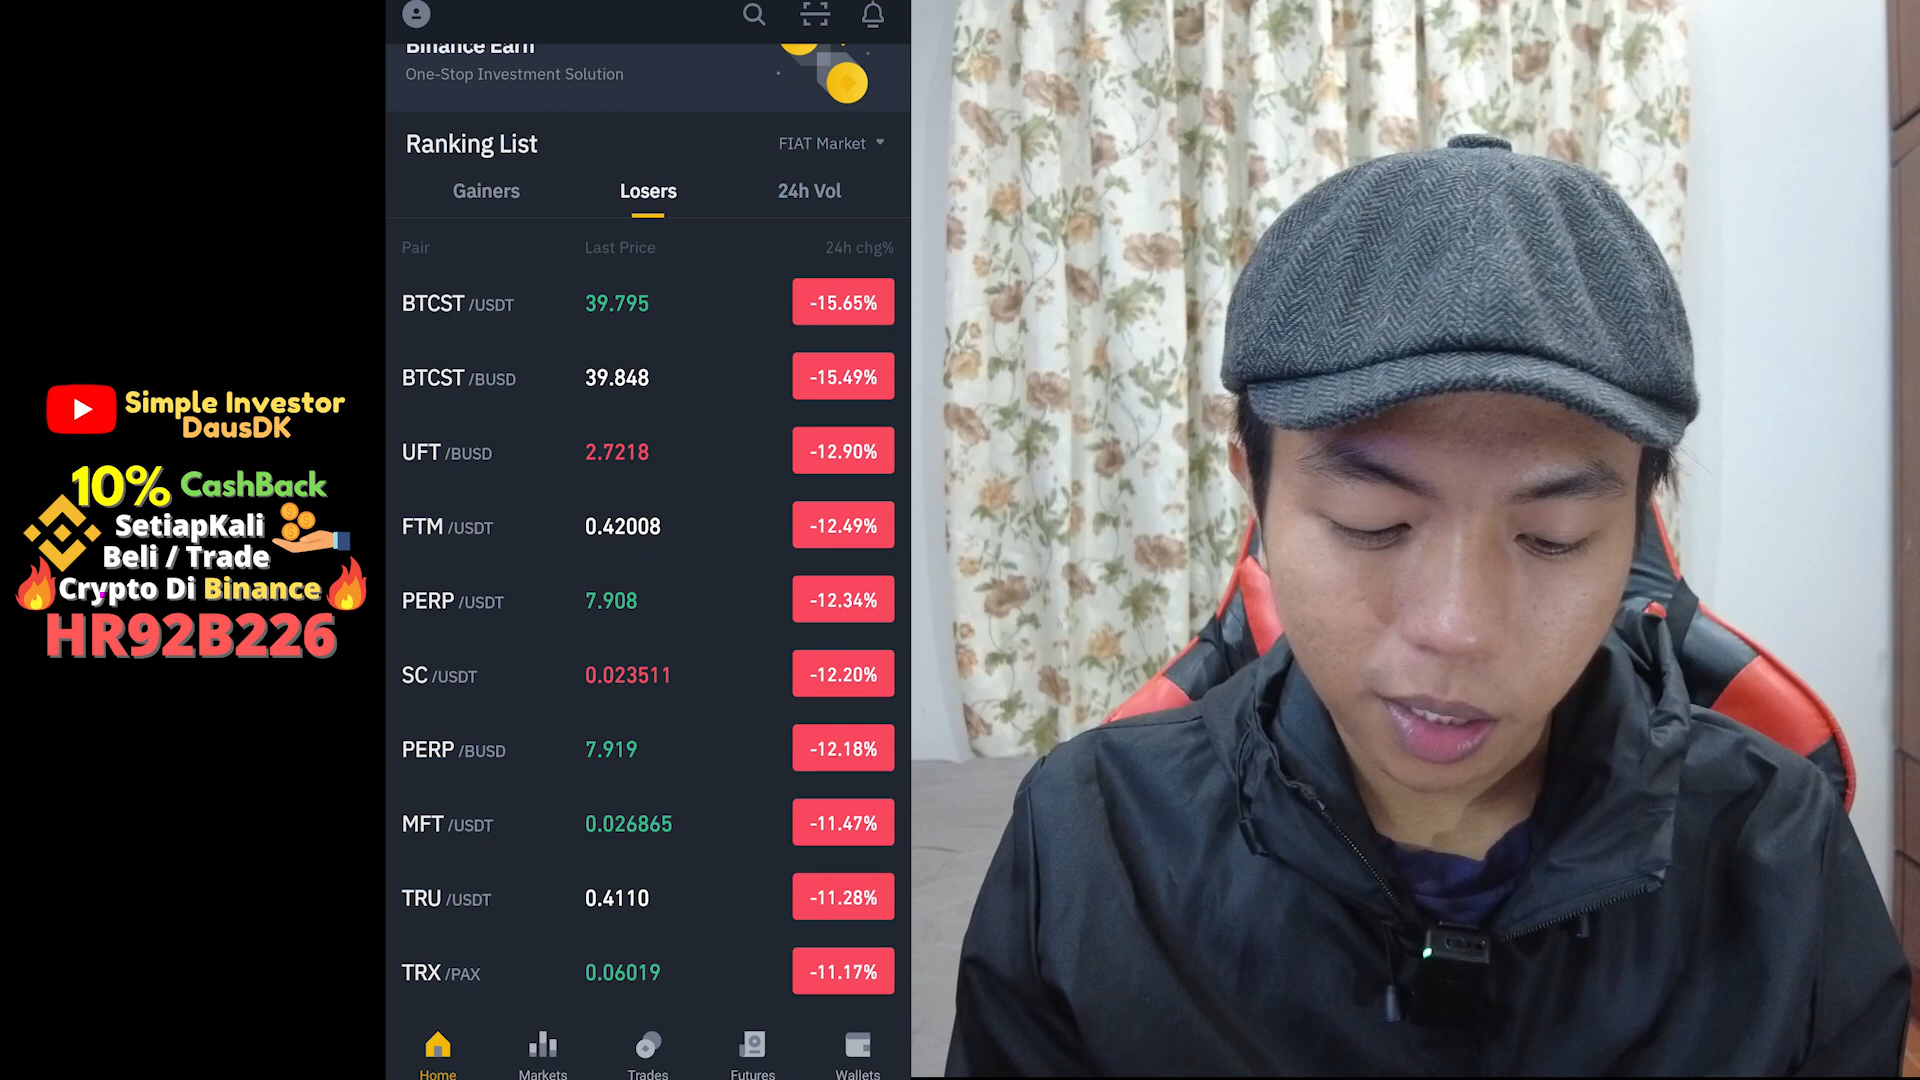 Simple Investor
DausDK
10% CashBack
SetiapKali
Beli / Trade
Crypto Di Binance
HR92B226
Binance Earn
One-Stop Investment Solution
Ranking List
FIAT Market
Gainers Losers 24h Vol
Pair Last Price 24h chg%
BTCST /USDT 39.795 -15.65%
BTCST /BUSD 39.848 -15.49%
UFT /BUSD 2.7218 -12.90%
FTM /USDT 0.42008 -12.49%
PERP /USDT 7.908 -12.34%
SC /USDT 0.023511 -12.20%
PERP /BUSD 7.919 -12.18%
MFT /USDT 0.026865 -11.47%
TRU /USDT 0.4110 -11.28%
TRX /PAX 0.06019 -11.17%
Home Markets Trades Futures Wallets